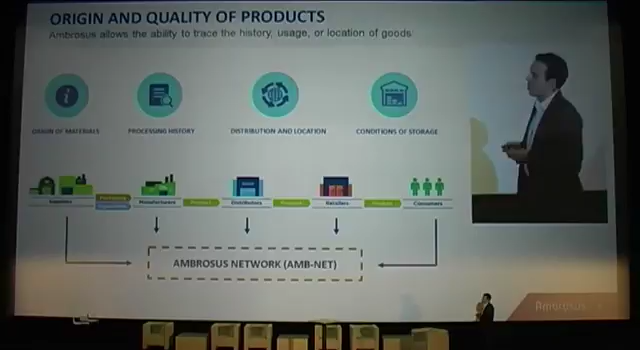 ORIGIN AND QUALITY OF PRODUCTS
Ambrosus allows the ability to trace the history, usage, or location of goods
ORIGIN OF MATERIALS
PROCESSING HISTORY
DISTRIBUTION AND LOCATION
CONDITIONS OF STORAGE
Manufacturers
Distributors
Retailers
Consumers
AMBROSUS NETWORK (AMB-NET)
Ambrosus